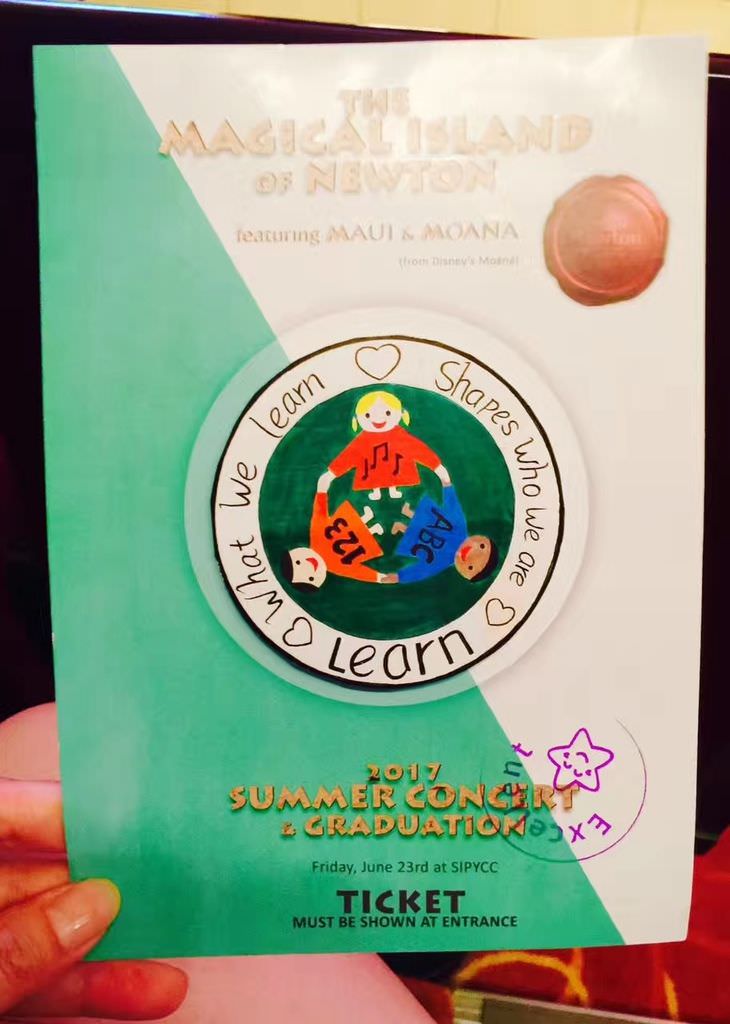 THE
MAGICAL ISLAND
OF NEWTON
featuring MAUI & MOANA
(from Disney's Moana)
What We Learn
Shapes Who We are
Learn
123
ABC
2017
SUMMER CONCERT
& GRADUATION
Excellent
Friday, June 23rd at SIPYCC
TICKET
MUST BE SHOWN AT ENTRANCE